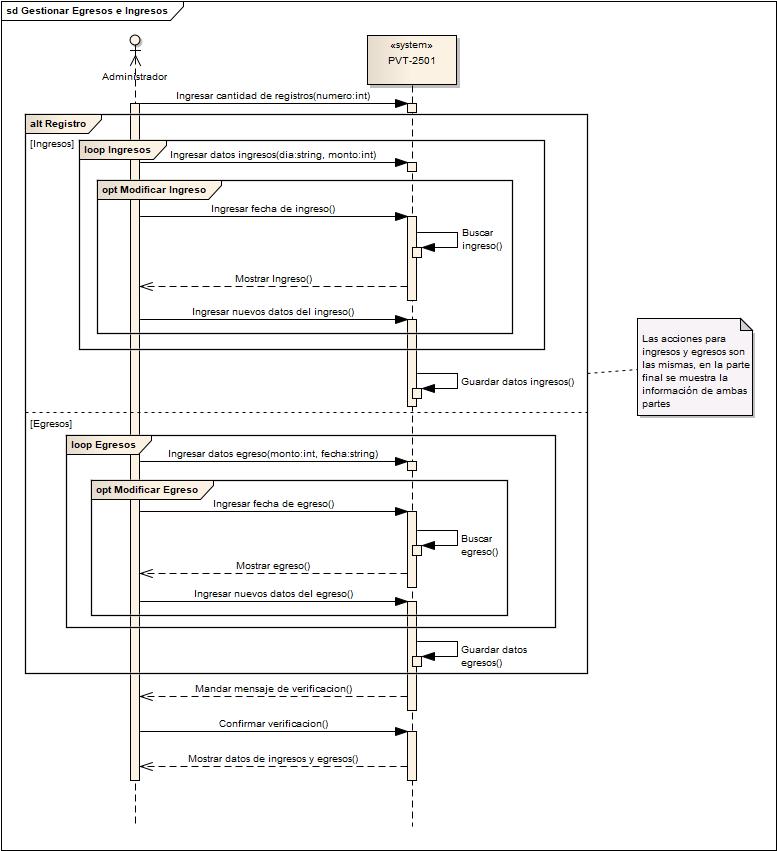 sd Gestionar Egresos e Ingresos
«system»
PVT-2501
Administrador
Ingresar cantidad de registros(numero:int)
alt Registro
[Ingresos]
loop Ingresos
Ingresar datos ingresos(dia:string, monto:int)
opt Modificar Ingreso
Ingresar fecha de ingreso()
Buscar
ingreso()
Mostrar Ingreso()
Ingresar nuevos datos del ingreso()
Las acciones para
ingresos y egresos son
las mismas, en la parte
final se muestra la
información de ambas
partes
Guardar datos ingresos()
[Egresos]
loop Egresos
Ingresar datos egreso(monto:int, fecha:string)
opt Modificar Egreso
Ingresar fecha de egreso()
Buscar
egreso()
Mostrar egreso()
Ingresar nuevos datos del egreso()
Guardar datos
egresos()
Mandar mensaje de verificacion()
Confirmar verificacion()
Mostrar datos de ingresos y egresos()